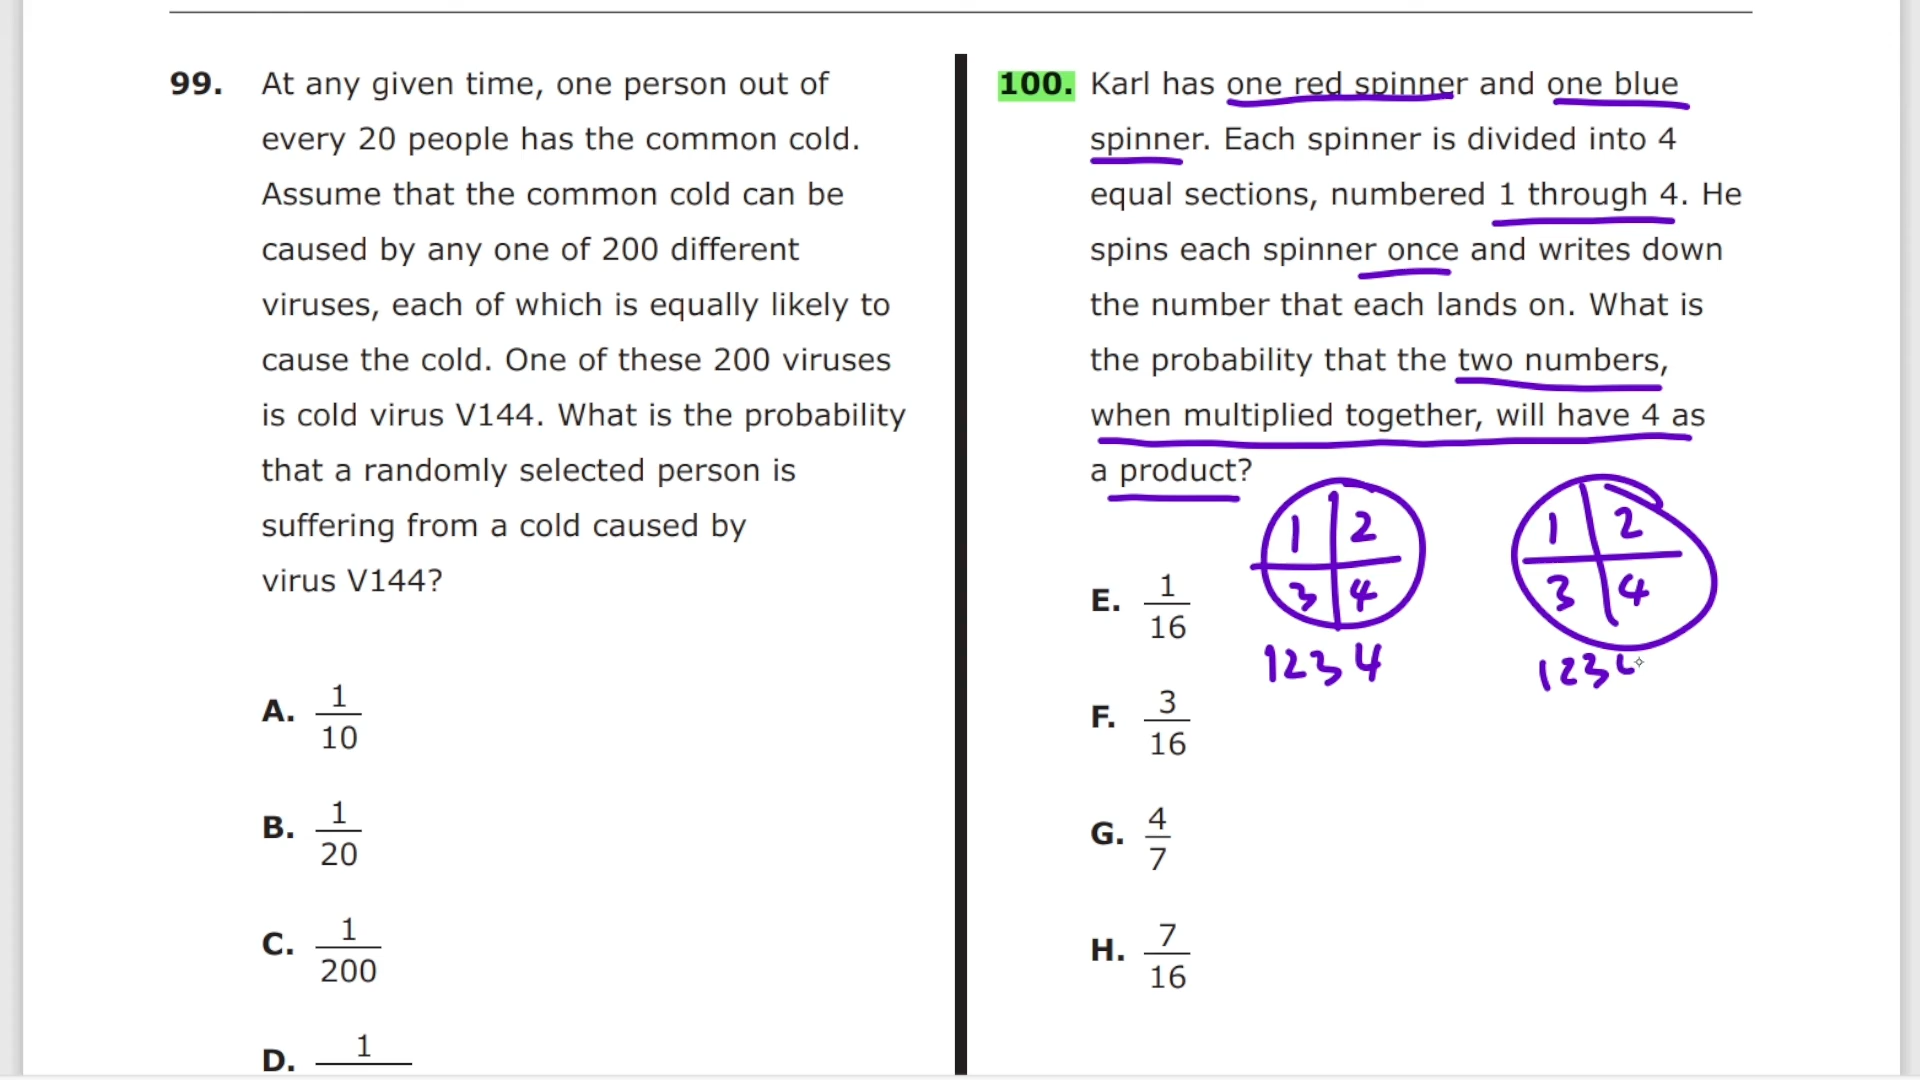 99. At any given time, one person out of
every 20 people has the common cold.
Assume that the common cold can be
caused by any one of 200 different
viruses, each of which is equally likely to
cause the cold. One of these 200 viruses
is cold virus V144. What is the probability
that a randomly selected person is
suffering from a cold caused by
virus V144?
A. 1/10
B. 1/20
C. 1/200
D. 1
100. Karl has one red spinner and one blue
spinner. Each spinner is divided into 4
equal sections, numbered 1 through 4. He
spins each spinner once and writes down
the number that each lands on. What is
the probability that the two numbers,
when multiplied together, will have 4 as
a product?
1 2
3 4
1 2 3 4
1 2
3 4
1 2 3
E. 1/16
F. 3/16
G. 4/7
H. 7/16